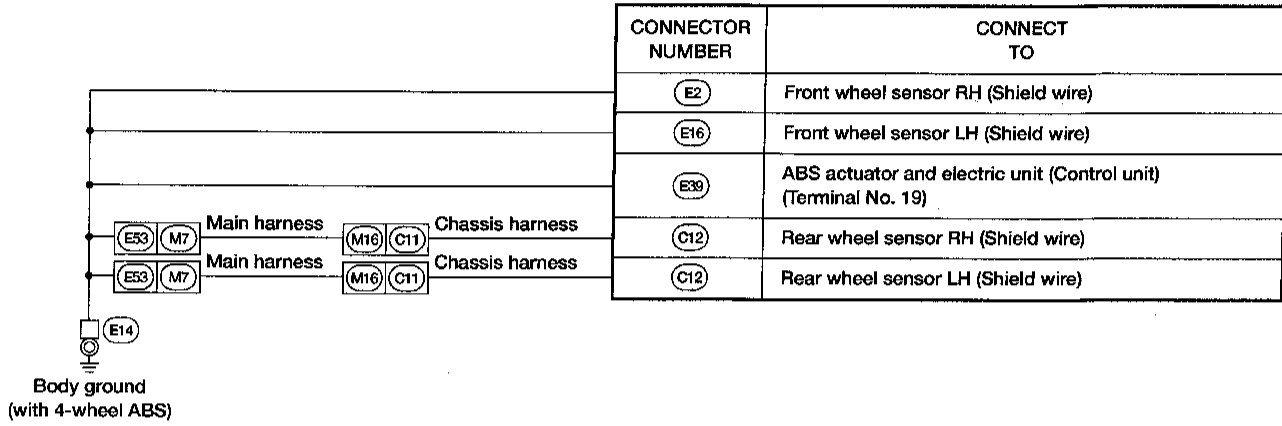 CONNECTOR
NUMBER
CONNECT
TO
E2 Front wheel sensor RH (Shield wire)
E16 Front wheel sensor LH (Shield wire)
E39 ABS actuator and electric unit (Control unit)
(Terminal No. 19)
E53 M7 Main harness M16 C11 Chassis harness C12 Rear wheel sensor RH (Shield wire)
E53 M7 Main harness M16 C11 Chassis harness C12 Rear wheel sensor LH (Shield wire)
E14
Body ground
(with 4-wheel ABS)